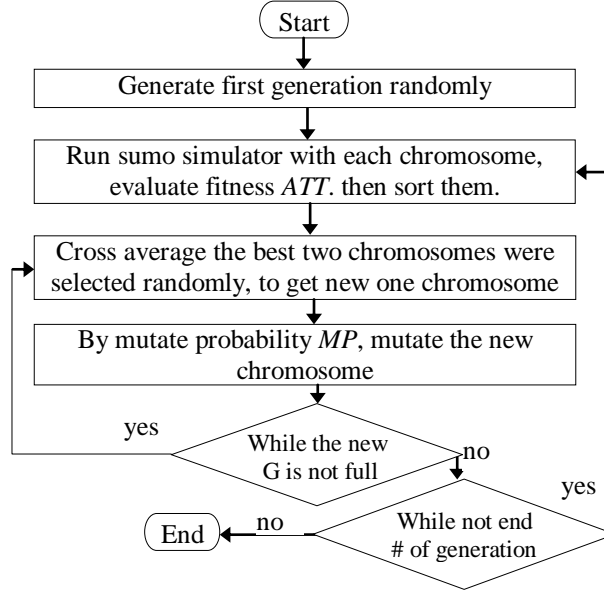 Start
Generate first generation randomly
Run sumo simulator with each chromosome,
evaluate fitness ATT. then sort them.
Cross average the best two chromosomes were
selected randomly, to get new one chromosome
By mutate probability MP, mutate the new
chromosome
yes
While the new
G is not full
no
yes
While not end
# of generation
no
End